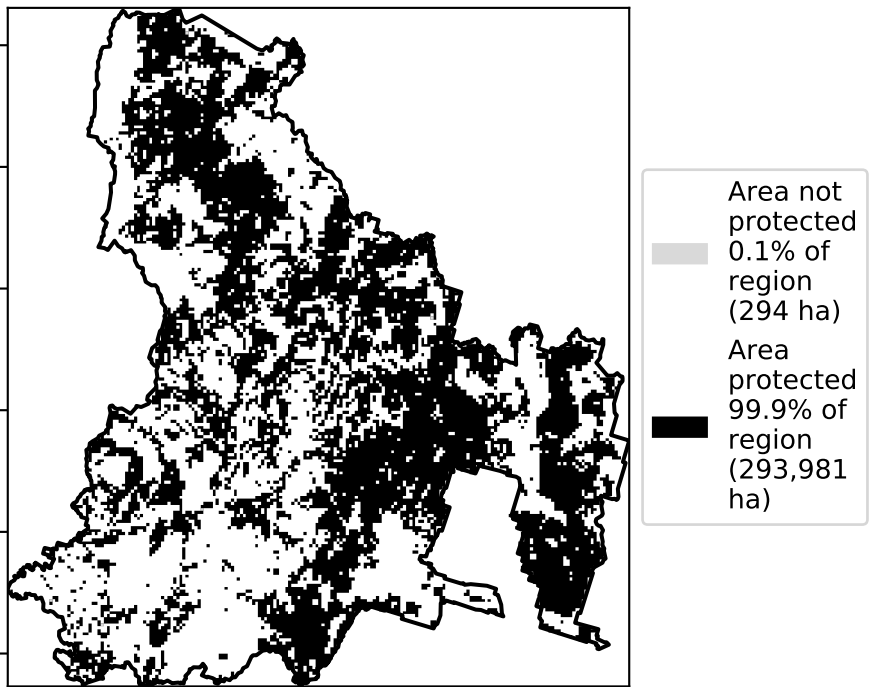 Area not
protected
0.1% of
region
(294 ha)
Area
protected
99.9% of
region
(293,981
ha)